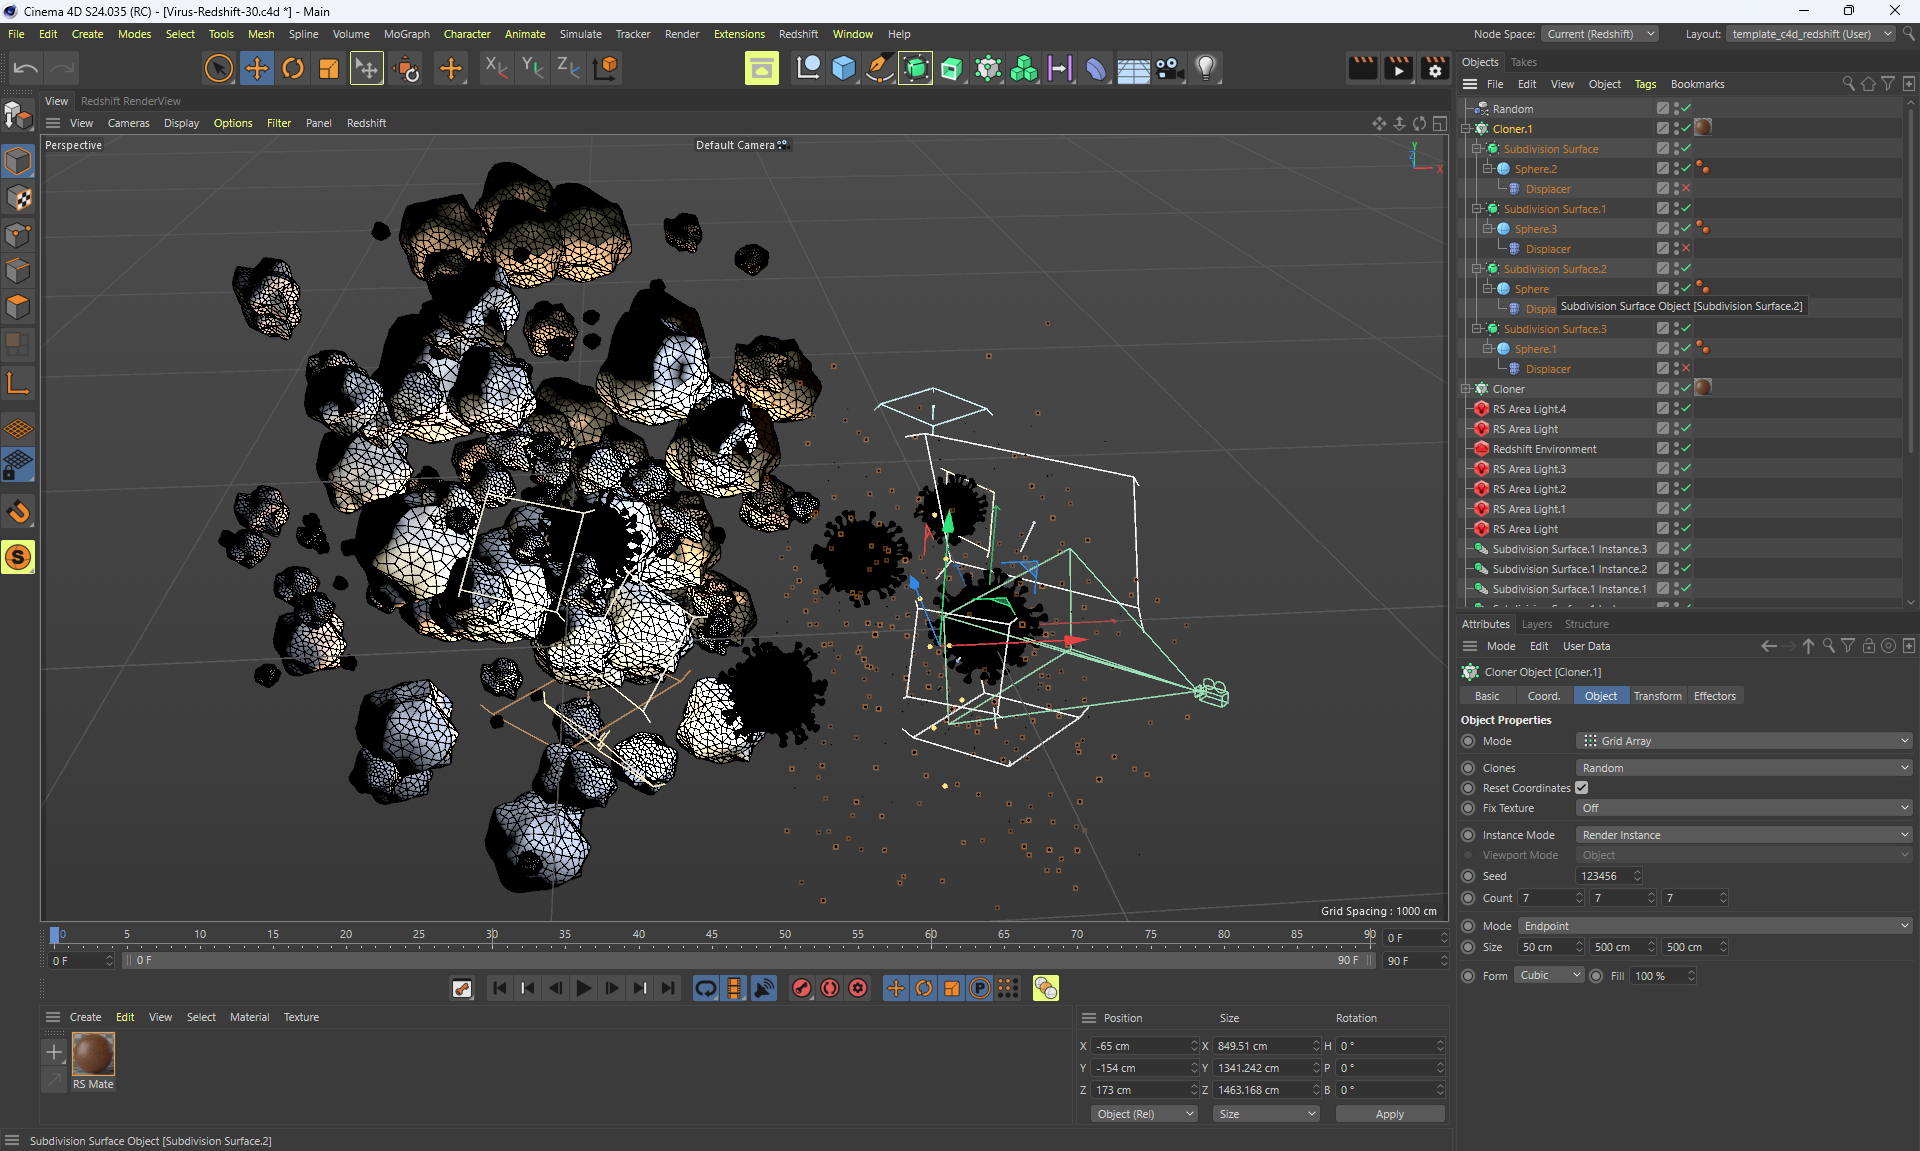 Cinema 4D S24.035 (RC) - [Virus-Redshift-30.c4d *] - Main
File Edit Create Modes Select Tools Mesh Spline Volume MoGraph Character Animate Simulate Tracker Render Extensions Redshift Window Help
Node Space: Current (Redshift) Layout: template_c4d_redshift (User)
X Y Z
Objects Takes
File Edit View Object Tags Bookmarks
View Redshift RenderView
View Cameras Display Options Filter Panel Redshift
Perspective
Default Camera
Y
Z
X
Random
Cloner.1
Subdivision Surface
Sphere.2
Displacer
Subdivision Surface.1
Sphere.3
Displacer
Subdivision Surface.2
Sphere
Displa
Subdivision Surface Object [Subdivision Surface.2]
Subdivision Surface.3
Sphere.1
Displacer
Cloner
RS Area Light.4
RS Area Light
Redshift Environment
RS Area Light.3
RS Area Light.2
RS Area Light.1
RS Area Light
Subdivision Surface.1 Instance.3
Subdivision Surface.1 Instance.2
Subdivision Surface.1 Instance.1
Attributes Layers Structure
Mode Edit User Data
Cloner Object [Cloner.1]
Basic Coord. Object Transform Effectors
Object Properties
Mode Grid Array
Clones Random
Reset Coordinates
Fix Texture Off
Instance Mode Render Instance
Viewport Mode Object
Seed 123456
Count 7 7 7
Mode Endpoint
Size 50 cm 500 cm 500 cm
Form Cubic Fill 100 %
Grid Spacing : 1000 cm
0 5 10 15 20 25 30 35 40 45 50 55 60 65 70 75 80 85 90 0 F
0 F 0 F 90 F 90 F
P
Create Edit View Select Material Texture
RS Mate
Position Size Rotation
X -65 cm X 849.51 cm H 0 °
Y -154 cm Y 1341.242 cm P 0 °
Z 173 cm Z 1463.168 cm B 0 °
Object (Rel) Size Apply
Subdivision Surface Object [Subdivision Surface.2]